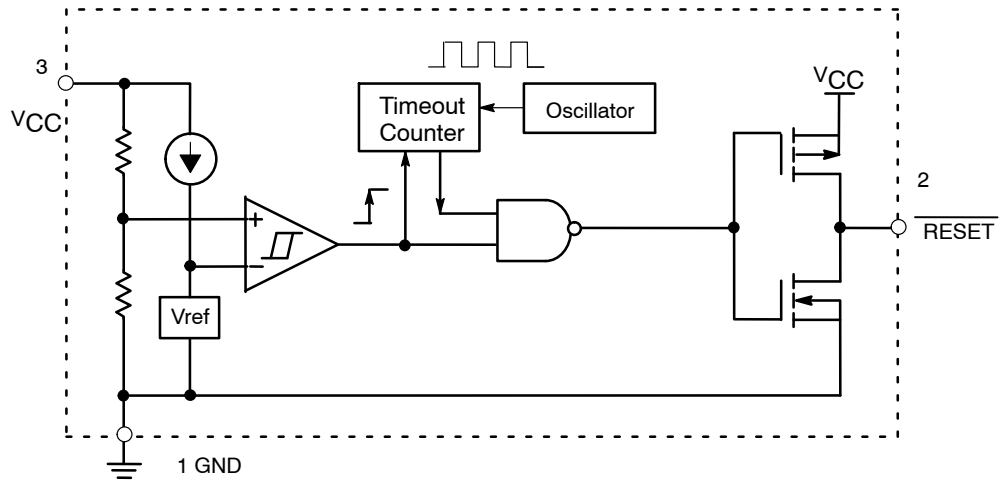 3
VCC
Timeout
Counter
Oscillator
VCC
2
RESET
+
−
Vref
1 GND